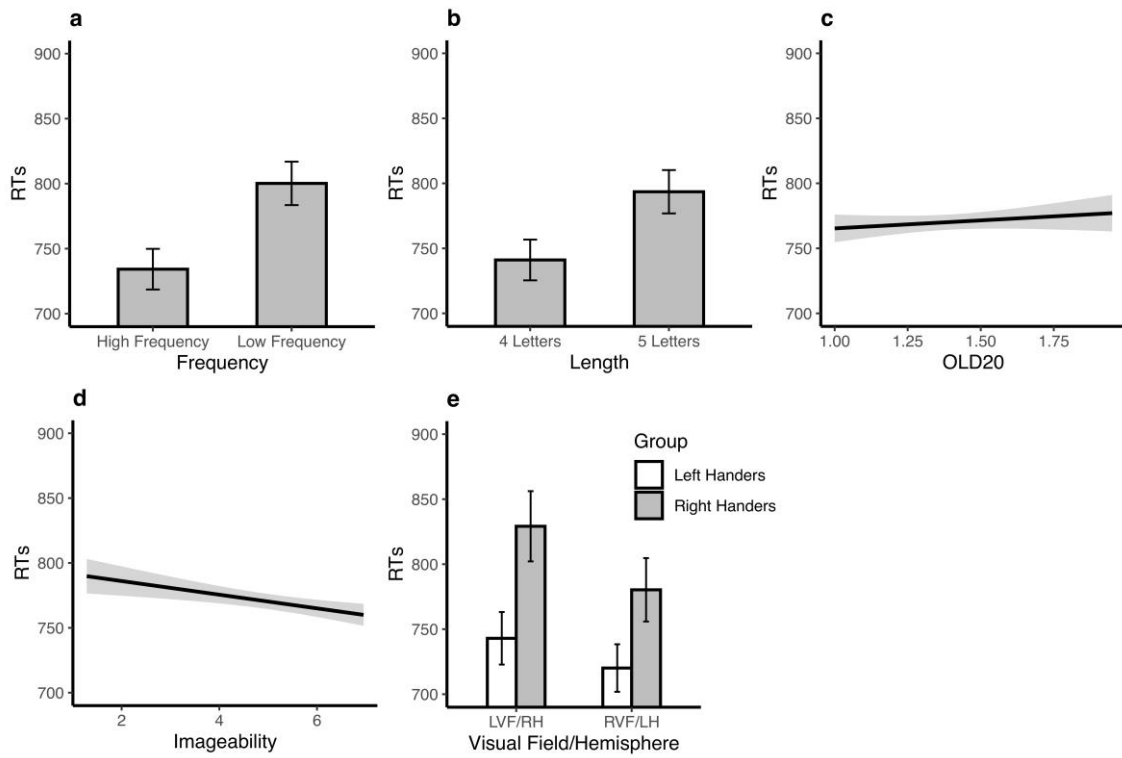 a
900
850
800
750
700
RTs
High Frequency
Low Frequency
Frequency
b
900
850
800
750
700
RTs
4 Letters
5 Letters
Length
c
900
850
800
750
700
RTs
1.00
1.25
1.50
1.75
OLD20
d
900
850
800
750
700
RTs
2
4
6
Imageability
e
900
850
800
750
700
RTs
LVF/RH
RVF/LH
Visual Field/Hemisphere
Group
Left Handers
Right Handers